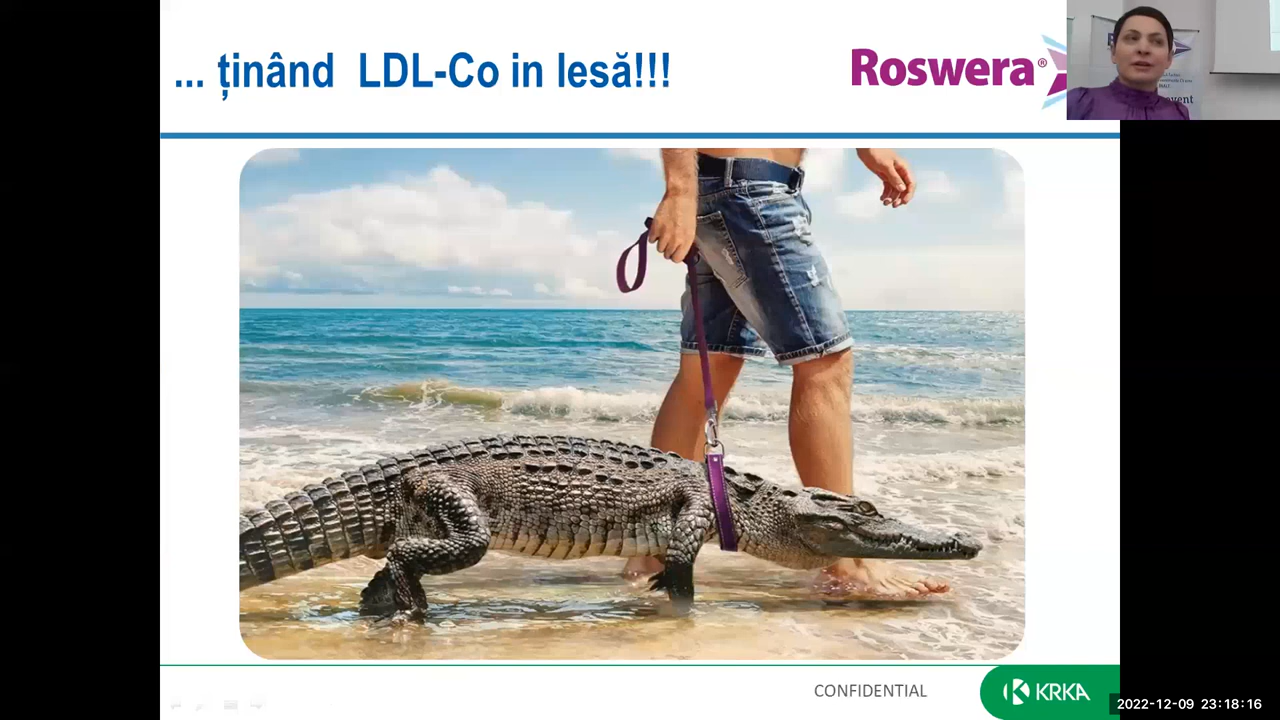 ... ținând LDL-Co in lesă!!!
Roswera®
CONFIDENTIAL
KRKA
2022-12-09 23:18:16